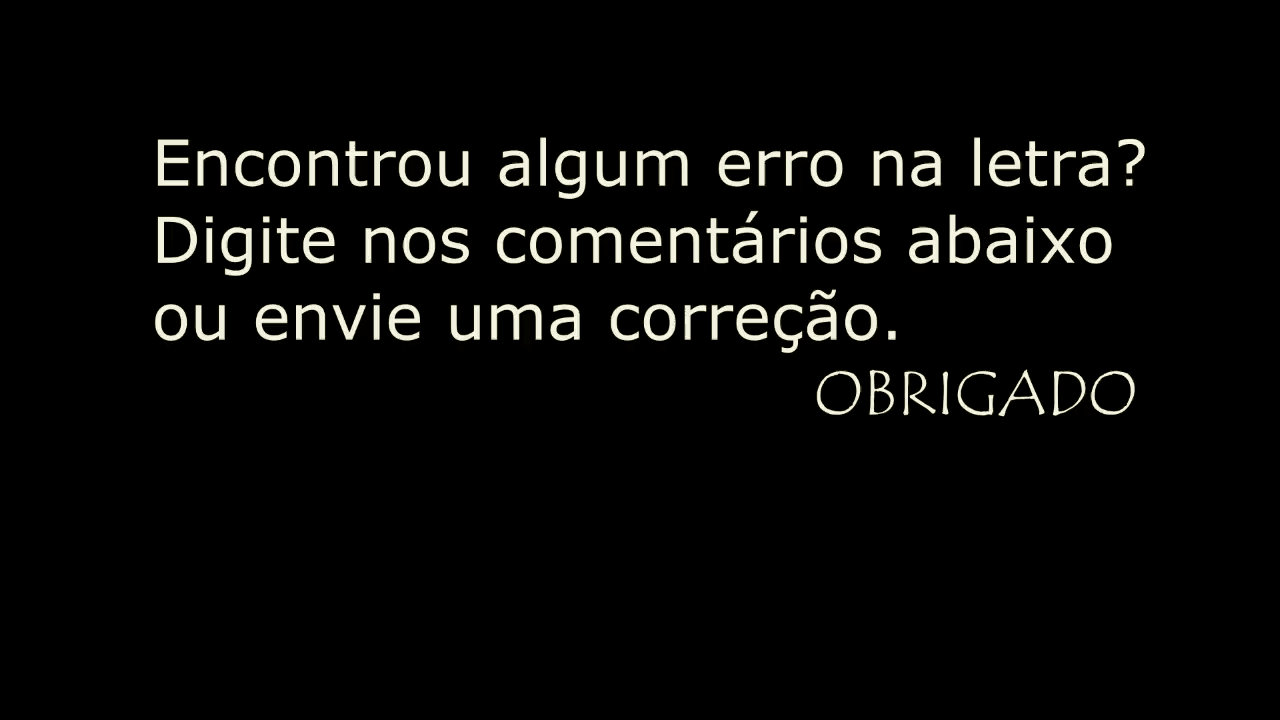 Encontrou algum erro na letra?
Digite nos comentários abaixo
ou envie uma correção.
OBRIGADO